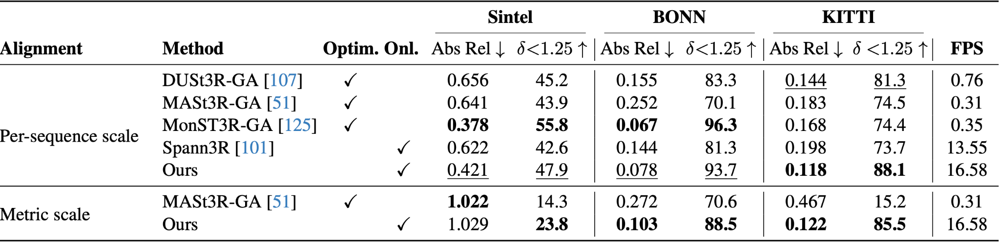 Sintel BONN KITTI
Alignment Method Optim. Onl. Abs Rel ↓ δ<1.25 ↑ Abs Rel ↓ δ<1.25 ↑ Abs Rel ↓ δ <1.25 ↑ FPS
DUSt3R-GA [107] ✓ 0.656 45.2 0.155 83.3 0.144 81.3 0.76
MASt3R-GA [51] ✓ 0.641 43.9 0.252 70.1 0.183 74.5 0.31
MonST3R-GA [125] ✓ 0.378 55.8 0.067 96.3 0.168 74.4 0.35
Per-sequence scale
Spann3R [101] ✓ 0.622 42.6 0.144 81.3 0.198 73.7 13.55
Ours ✓ 0.421 47.9 0.078 93.7 0.118 88.1 16.58
MASt3R-GA [51] ✓ 1.022 14.3 0.272 70.6 0.467 15.2 0.31
Metric scale
Ours ✓ 1.029 23.8 0.103 88.5 0.122 85.5 16.58